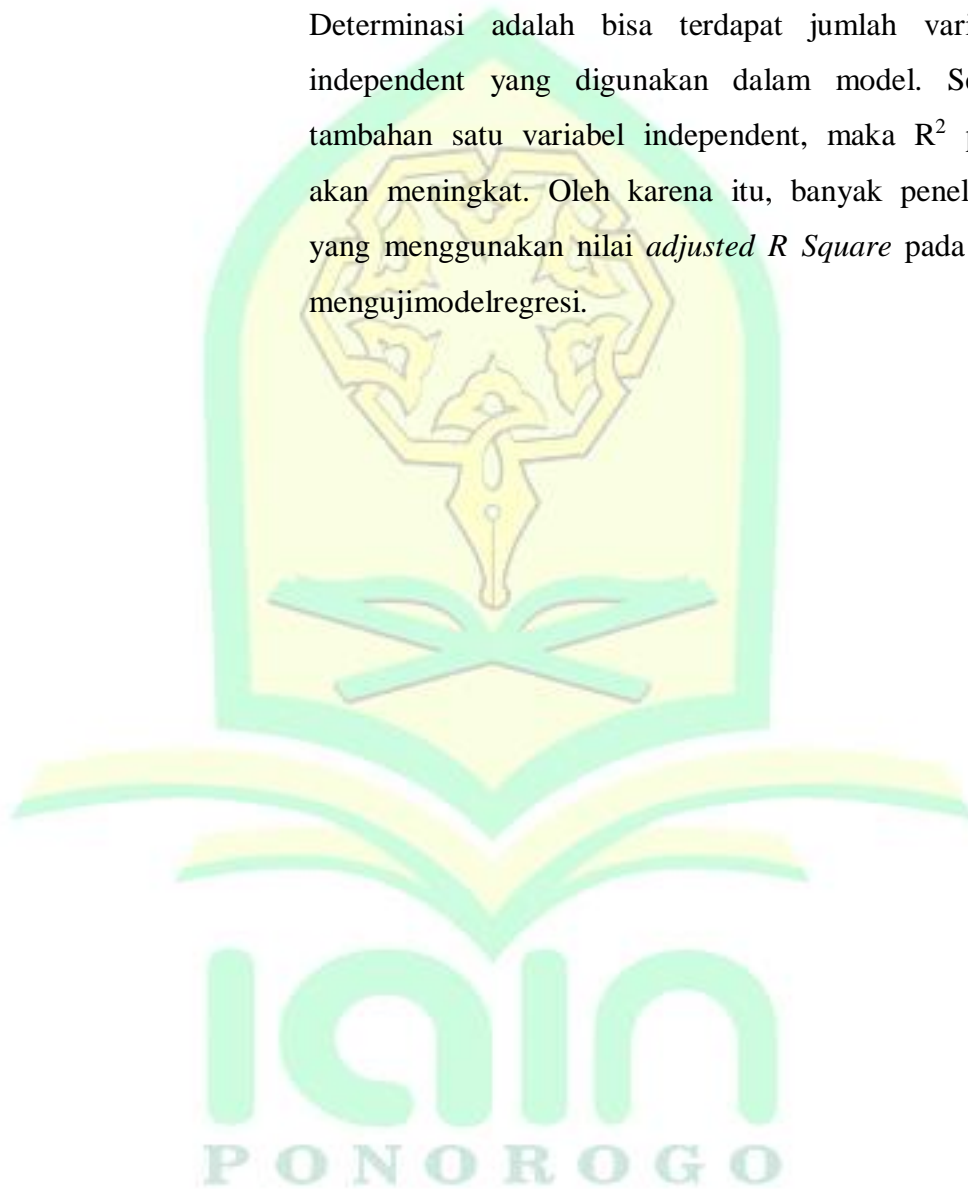 Determinasi adalah bisa terdapat jumlah vari
independent yang digunakan dalam model. Se
tambahan satu variabel independent, maka R² p
akan meningkat. Oleh karena itu, banyak penel
yang menggunakan nilai adjusted R Square pada
mengujimodelregresi.
iain
PONOROGO